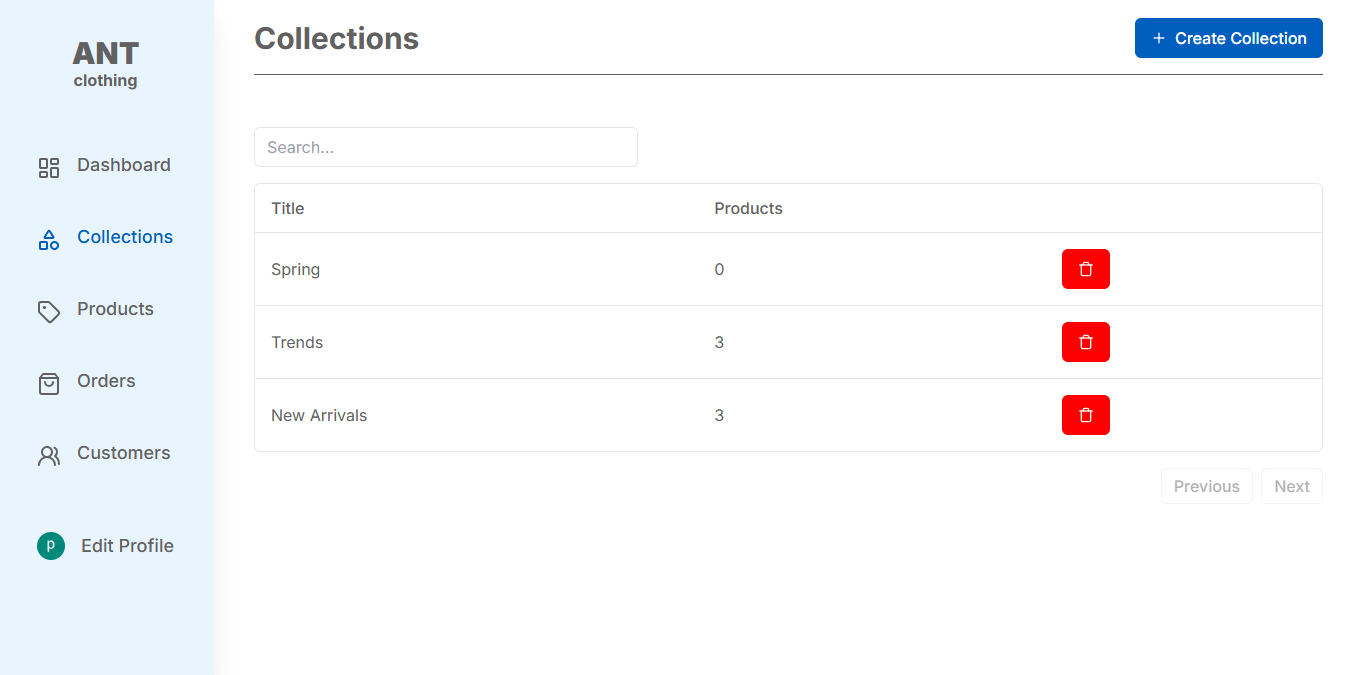 ANT
clothing
Dashboard
Collections
Products
Orders
Customers
P
Edit Profile
Collections
+ Create Collection
Search...
Title Products
Spring 0
Trends 3
New Arrivals 3
Previous Next